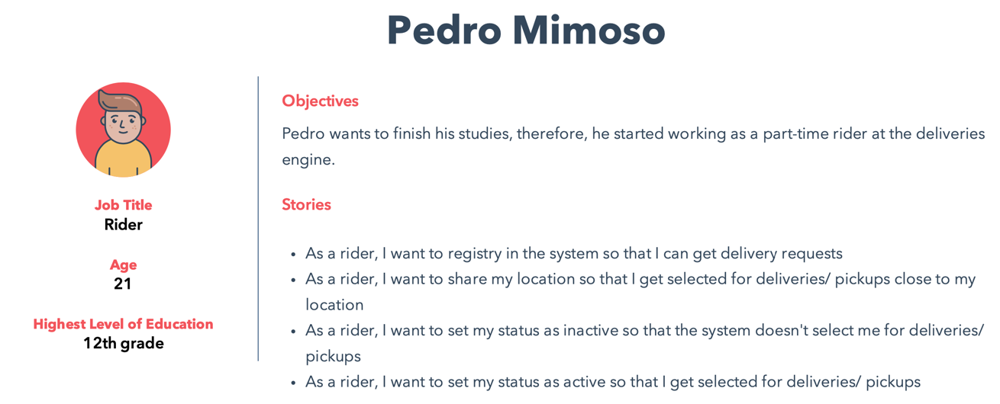 Pedro Mimoso
Job Title
Rider
Age
21
Highest Level of Education
12th grade
Objectives
Pedro wants to finish his studies, therefore, he started working as a part-time rider at the deliveries
engine.
Stories
• As a rider, I want to registry in the system so that I can get delivery requests
• As a rider, I want to share my location so that I get selected for deliveries/ pickups close to my
location
• As a rider, I want to set my status as inactive so that the system doesn't select me for deliveries/
pickups
• As a rider, I want to set my status as active so that I get selected for deliveries/ pickups